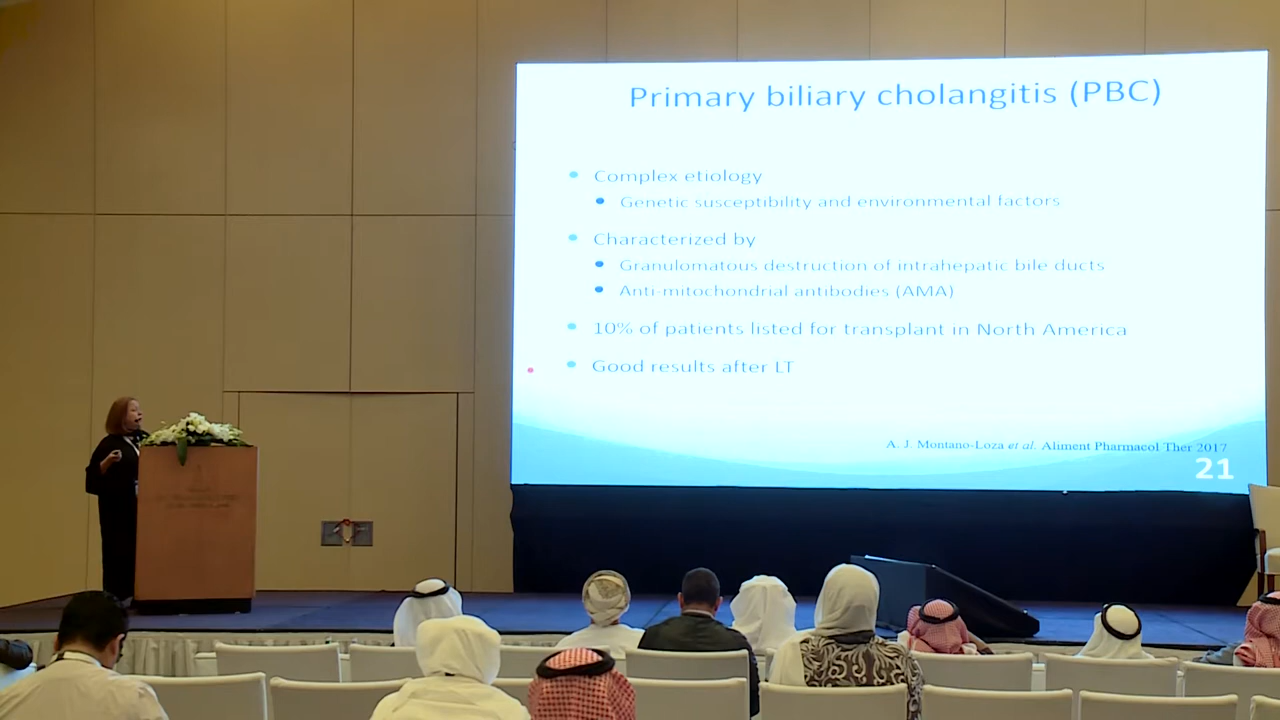 Primary biliary cholangitis (PBC)
Complex etiology
Genetic susceptibility and environmental factors
Characterized by
Granulomatous destruction of intrahepatic bile ducts
Anti-mitochondrial antibodies (AMA)
10% of patients listed for transplant in North America
Good results after LT
A. J. Montano-Loza et al. Aliment Pharmacol Ther 2017
21